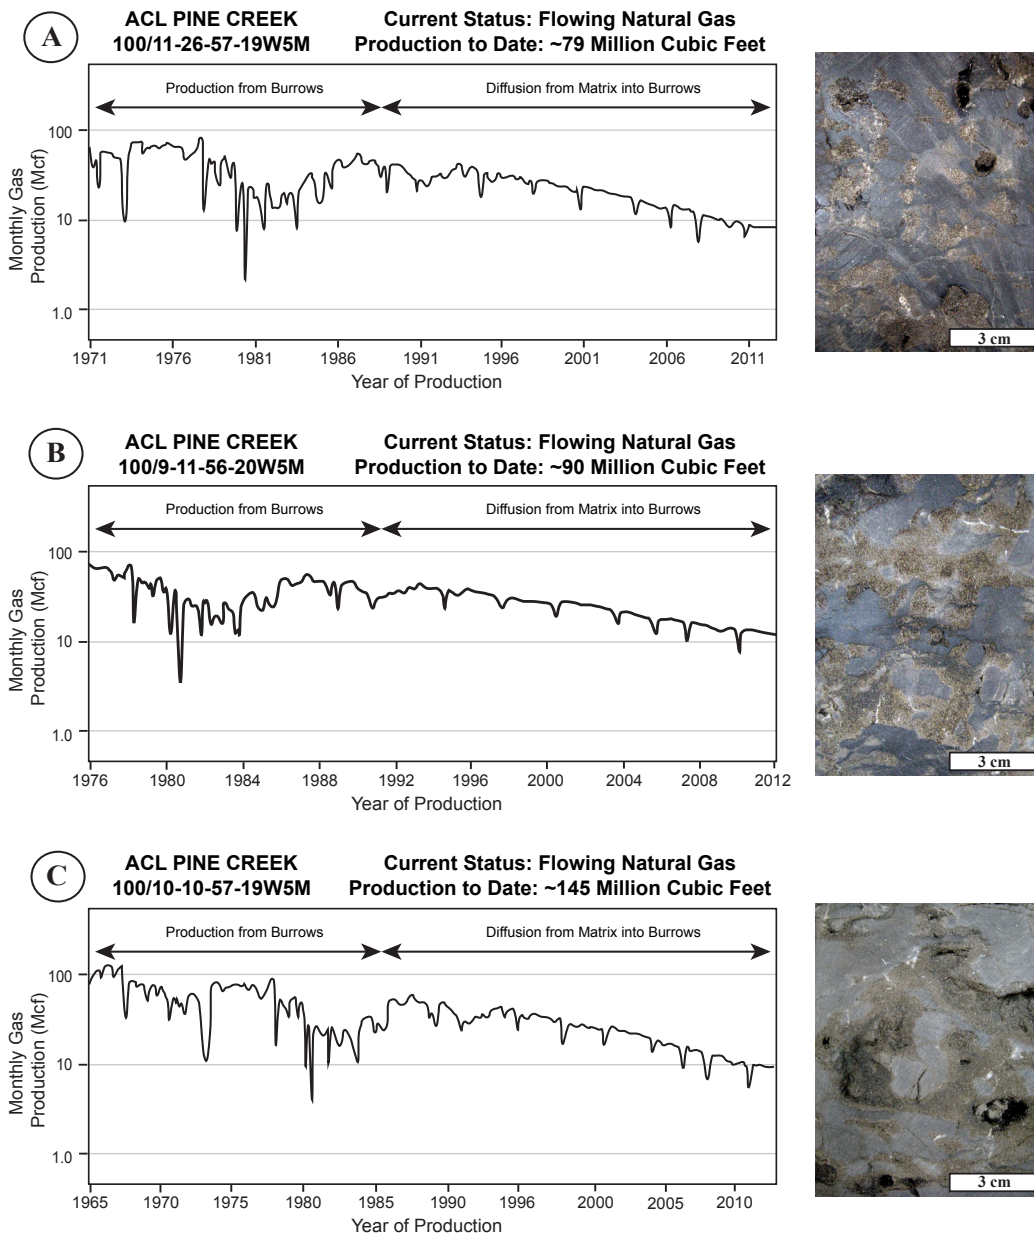 A
ACL PINE CREEK
100/11-26-57-19W5M
Current Status: Flowing Natural Gas
Production to Date: ~79 Million Cubic Feet
Production from Burrows
Diffusion from Matrix into Burrows
Monthly Gas
Production (Mcf)
100
10
1.0
1971 1976 1981 1986 1991 1996 2001 2006 2011
Year of Production
3 cm
B
ACL PINE CREEK
100/9-11-56-20W5M
Current Status: Flowing Natural Gas
Production to Date: ~90 Million Cubic Feet
Production from Burrows
Diffusion from Matrix into Burrows
Monthly Gas
Production (Mcf)
100
10
1.0
1976 1980 1984 1988 1992 1996 2000 2004 2008 2012
Year of Production
3 cm
C
ACL PINE CREEK
100/10-10-57-19W5M
Current Status: Flowing Natural Gas
Production to Date: ~145 Million Cubic Feet
Production from Burrows
Diffusion from Matrix into Burrows
Monthly Gas
Production (Mcf)
100
10
1.0
1965 1970 1975 1980 1985 1990 1995 2000 2005 2010
Year of Production
3 cm